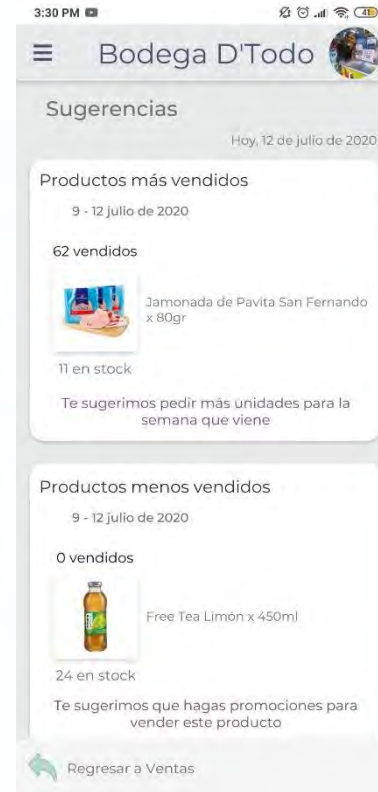 3:30 PM
41
Bodega D'Todo
Sugerencias
Hoy, 12 de julio de 2020
Productos más vendidos
9 - 12 julio de 2020
62 vendidos
Jamonada de Pavita San Fernando
x 80gr
11 en stock
Te sugerimos pedir más unidades para la
semana que viene
Productos menos vendidos
9 - 12 julio de 2020
0 vendidos
Free Tea Limón x 450ml
24 en stock
Te sugerimos que hagas promociones para
vender este producto
Regresar a Ventas